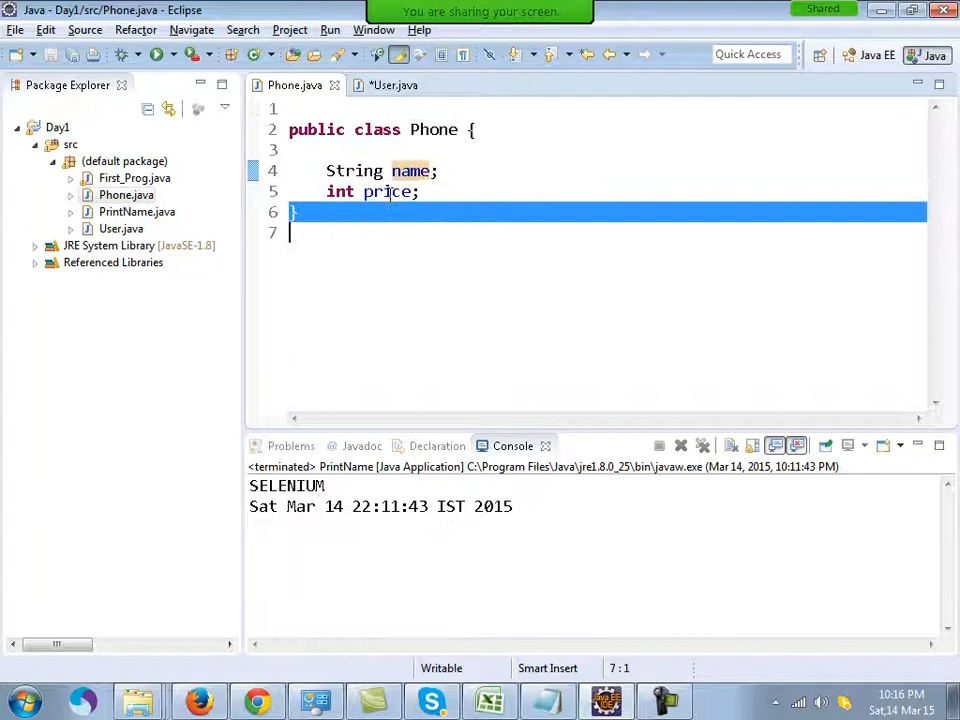 Java - Day1/src/Phone.java - Eclipse
You are sharing your screen.
Shared
File Edit Source Refactor Navigate Search Project Run Window Help
Quick Access
Java EE
Java
Package Explorer
Phone.java
*User.java
Day1
src
(default package)
First_Prog.java
Phone.java
PrintName.java
User.java
JRE System Library [JavaSE-1.8]
Referenced Libraries
1
2 public class Phone {
3
4 String name;
5 int price;
6 }
7
Problems @ Javadoc Declaration Console
<terminated> PrintName [Java Application] C:\Program Files\Java\jre1.8.0_25\bin\javaw.exe (Mar 14, 2015, 10:11:43 PM)
SELENIUM
Sat Mar 14 22:11:43 IST 2015
Writable Smart Insert 7 : 1
Java EE
IDE
10:16 PM
Sat,14 Mar 15